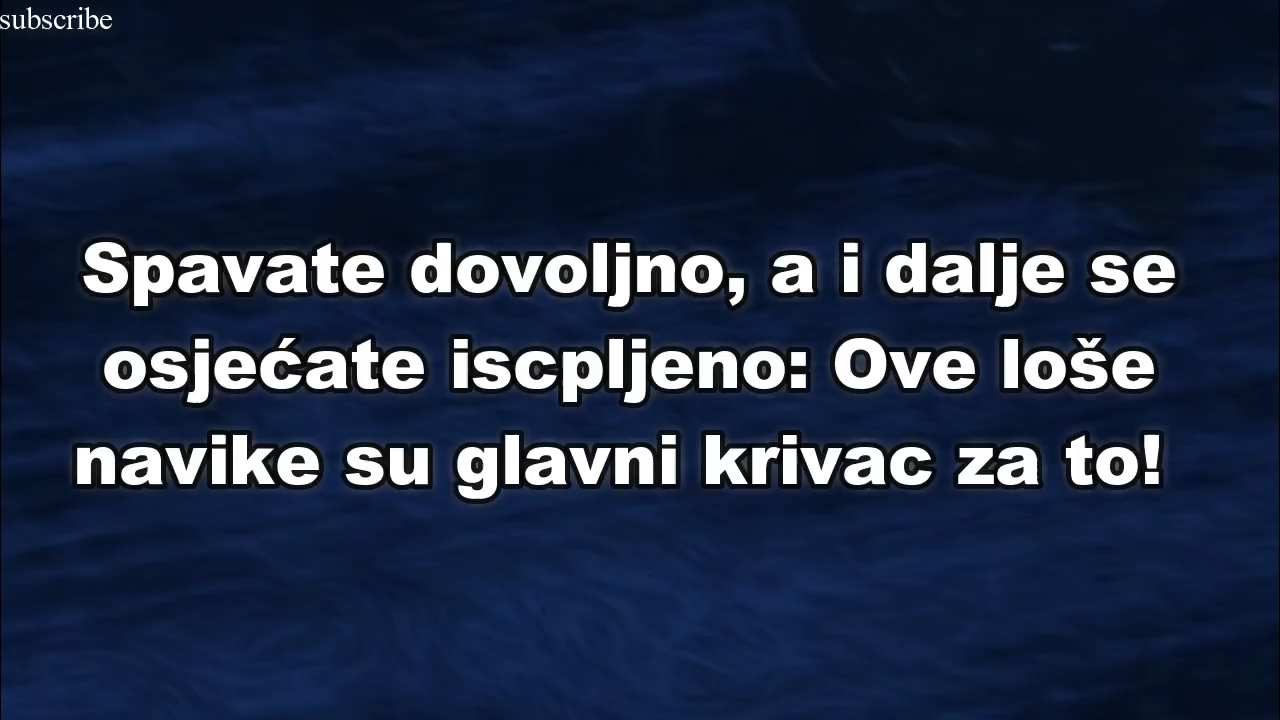 subscribe
Spavate dovoljno, a i dalje se
osjećate iscpljeno: Ove loše
navike su glavni krivac za to!